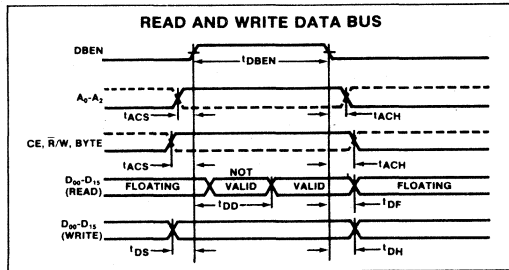 READ AND WRITE DATA BUS
DBEN
tDBEN
A0-A2
tACS
tACH
CE, R̅/W, BYTE
tACS
tACH
D00-D15
(READ)
FLOATING
NOT
VALID
VALID
FLOATING
tDD
tDF
D00-D15
(WRITE)
tDS
tDH